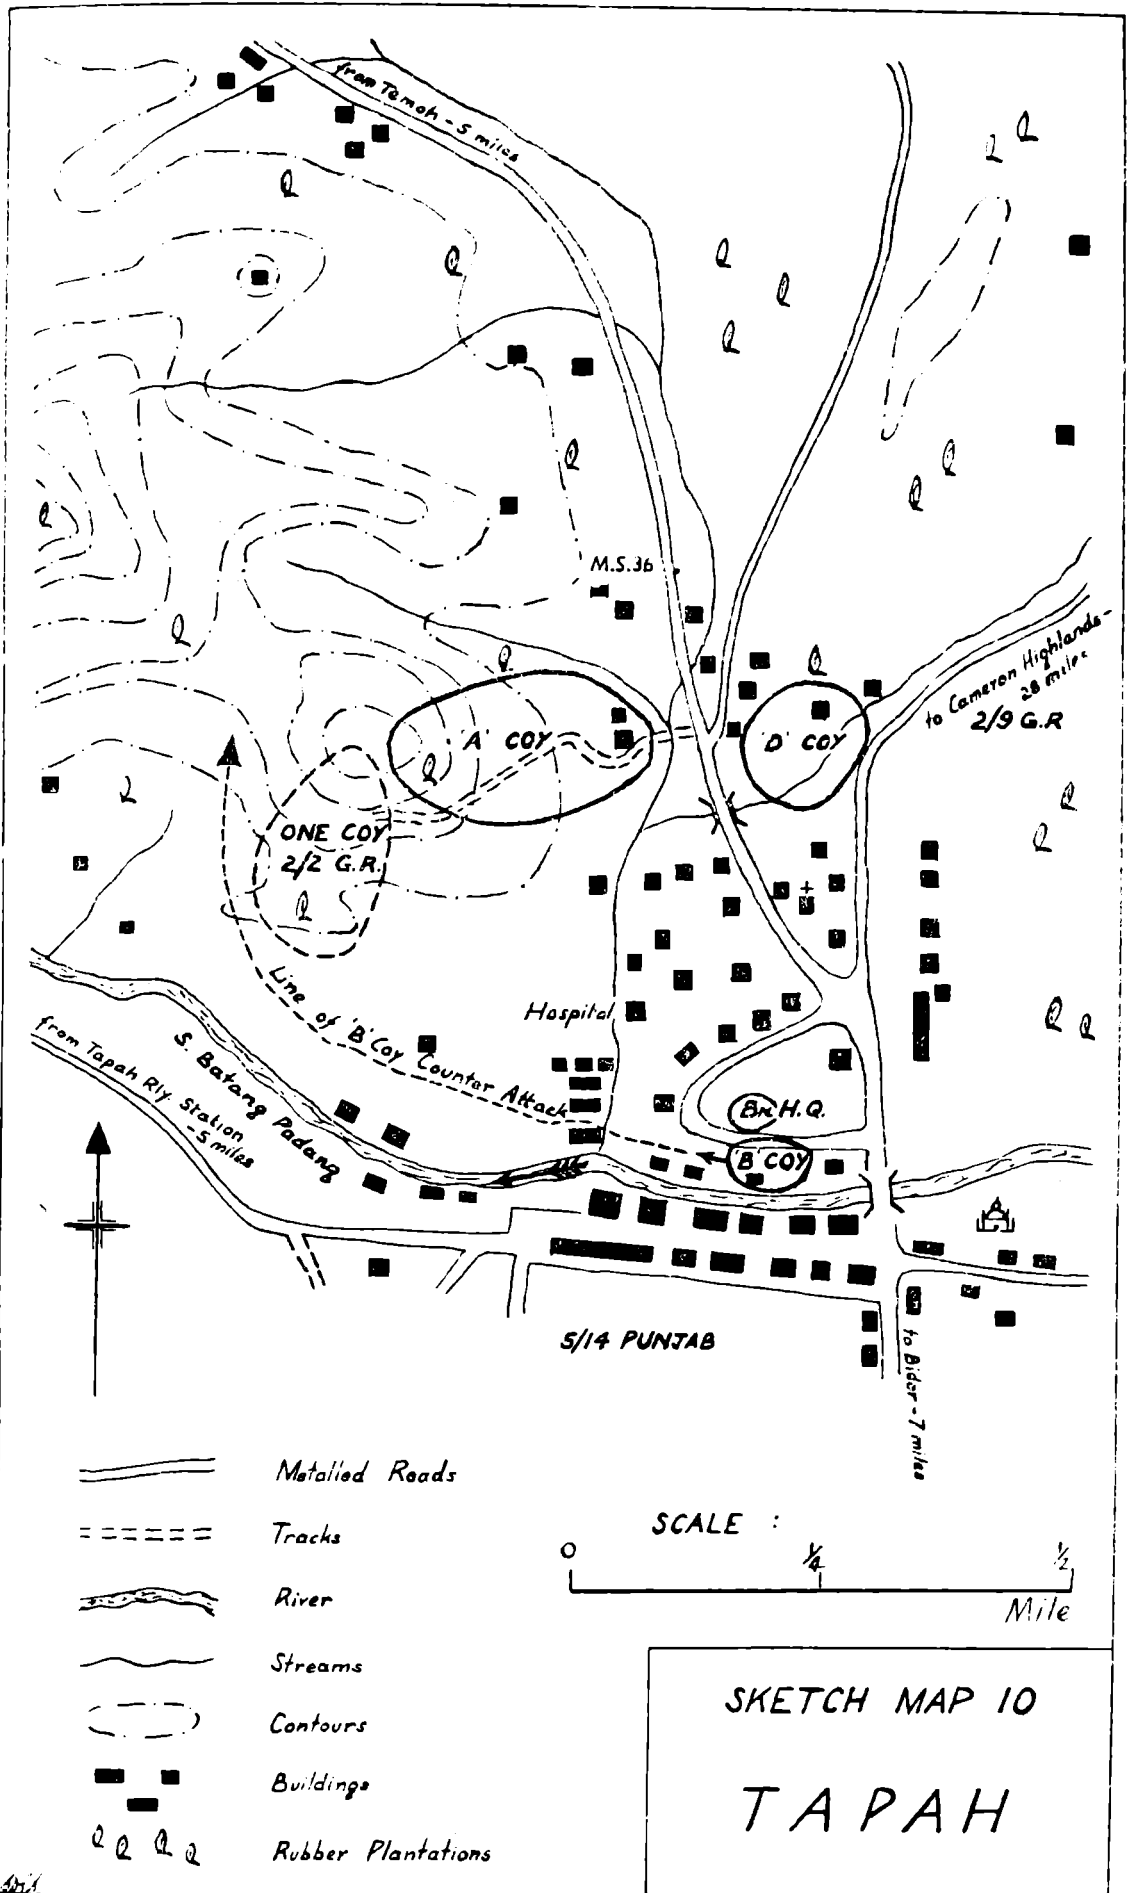 from Temoh - 5 miles
M.S.36
to Cameron Highlands -
28 miles
2/9 G.R
'A' COY
'D' COY
ONE COY
2/2 G.R.
Line of 'B' Coy Counter Attack
Hospital
S. Batang Padang
from Tapah Rly. Station
- 5 miles
Bn H.Q.
'B' COY
5/14 PUNJAB
to Bidor - 7 miles
Metalled Roads
Tracks
River
Streams
Contours
Buildings
Rubber Plantations
SCALE :
0 1/4 1/2
Mile
SKETCH MAP 10
TAPAH